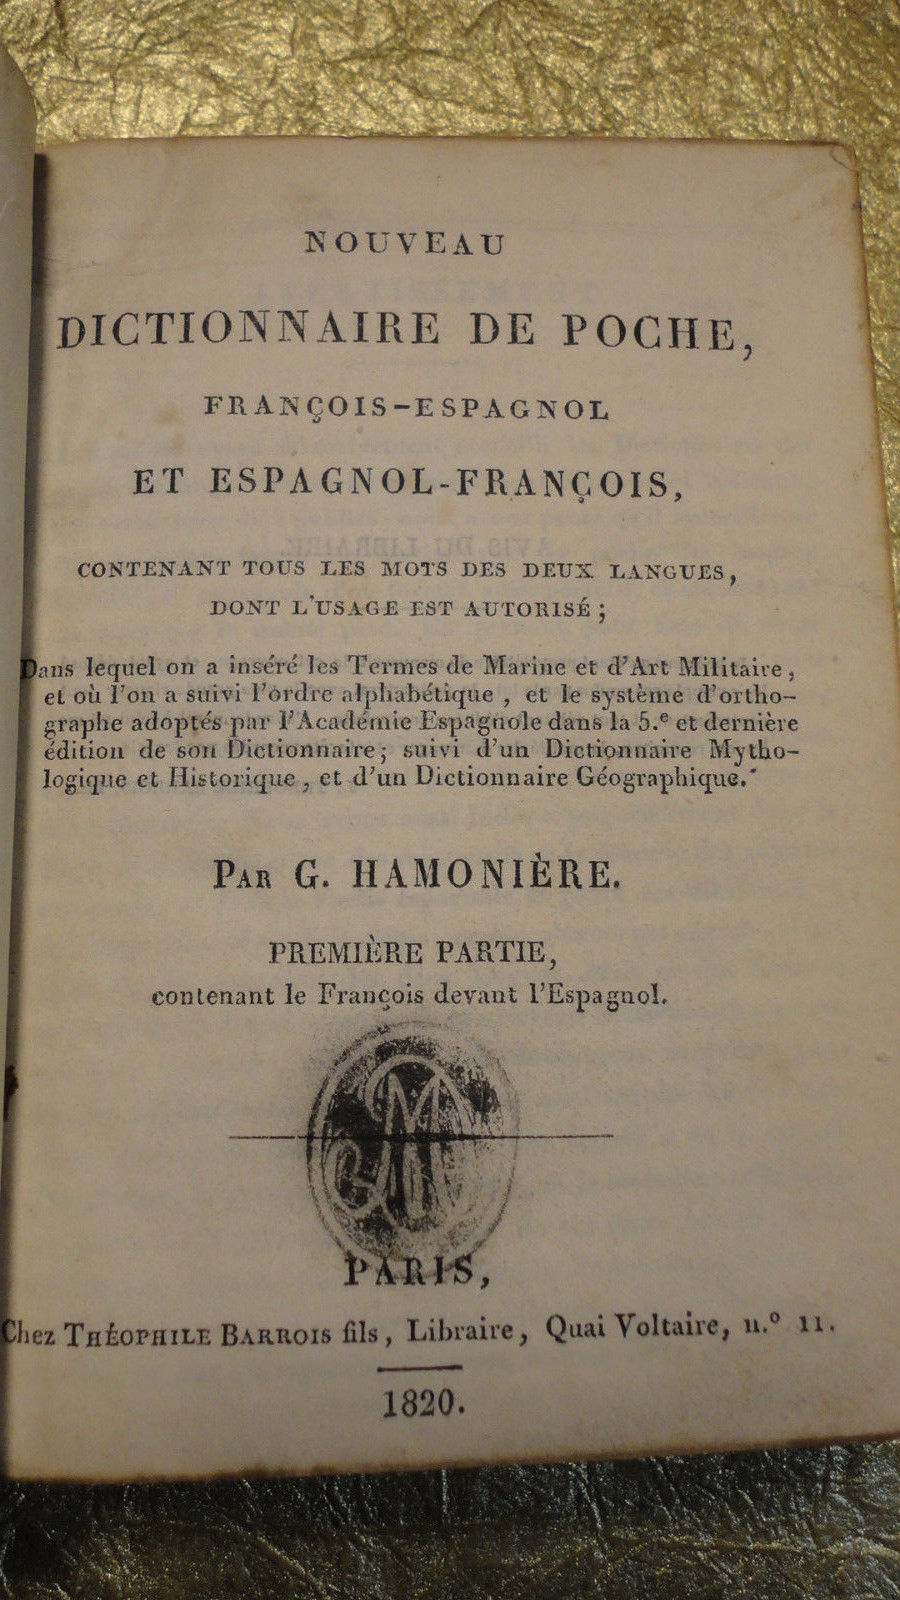 NOUVEAU
DICTIONNAIRE DE POCHE,
FRANÇOIS-ESPAGNOL
ET ESPAGNOL-FRANÇOIS,
CONTENANT TOUS LES MOTS DES DEUX LANGUES,
DONT L'USAGE EST AUTORISÉ ;
Dans lequel on a inséré les Termes de Marine et d'Art Militaire,
et où l'on a suivi l'ordre alphabétique, et le système d'ortho-
graphe adoptés par l'Académie Espagnole dans la 5.e et dernière
édition de son Dictionnaire; suivi d'un Dictionnaire Mytho-
logique et Historique, et d'un Dictionnaire Géographique.
PAR G. HAMONIÈRE.
PREMIÈRE PARTIE,
contenant le François devant l'Espagnol.
PARIS,
Chez THÉOPHILE BARROIS fils, Libraire, Quai Voltaire, n.º 11.
1820.